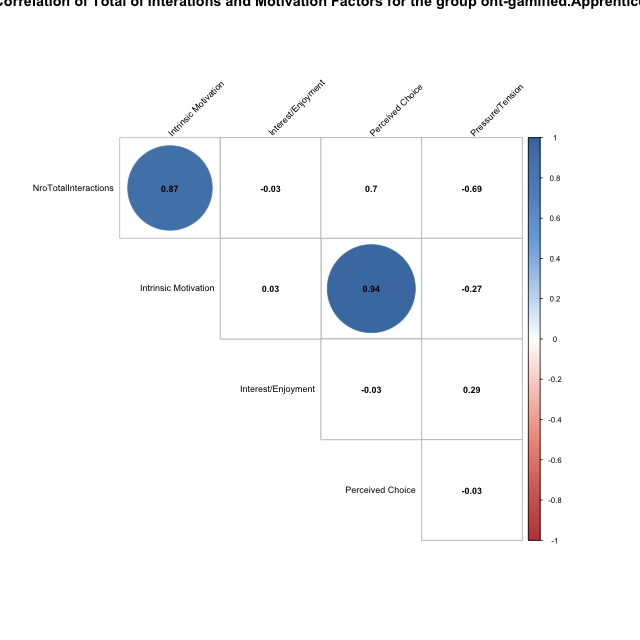 Correlation of Total of Interations and Motivation Factors for the group ont-gamified.Apprentice
Intrinsic Motivation
Interest/Enjoyment
Perceived Choice
Pressure/Tension
NroTotalInteractions
0.87
-0.03
0.7
-0.69
Intrinsic Motivation
0.03
0.94
-0.27
Interest/Enjoyment
-0.03
0.29
Perceived Choice
-0.03
1
0.8
0.6
0.4
0.2
0
-0.2
-0.4
-0.6
-0.8
-1